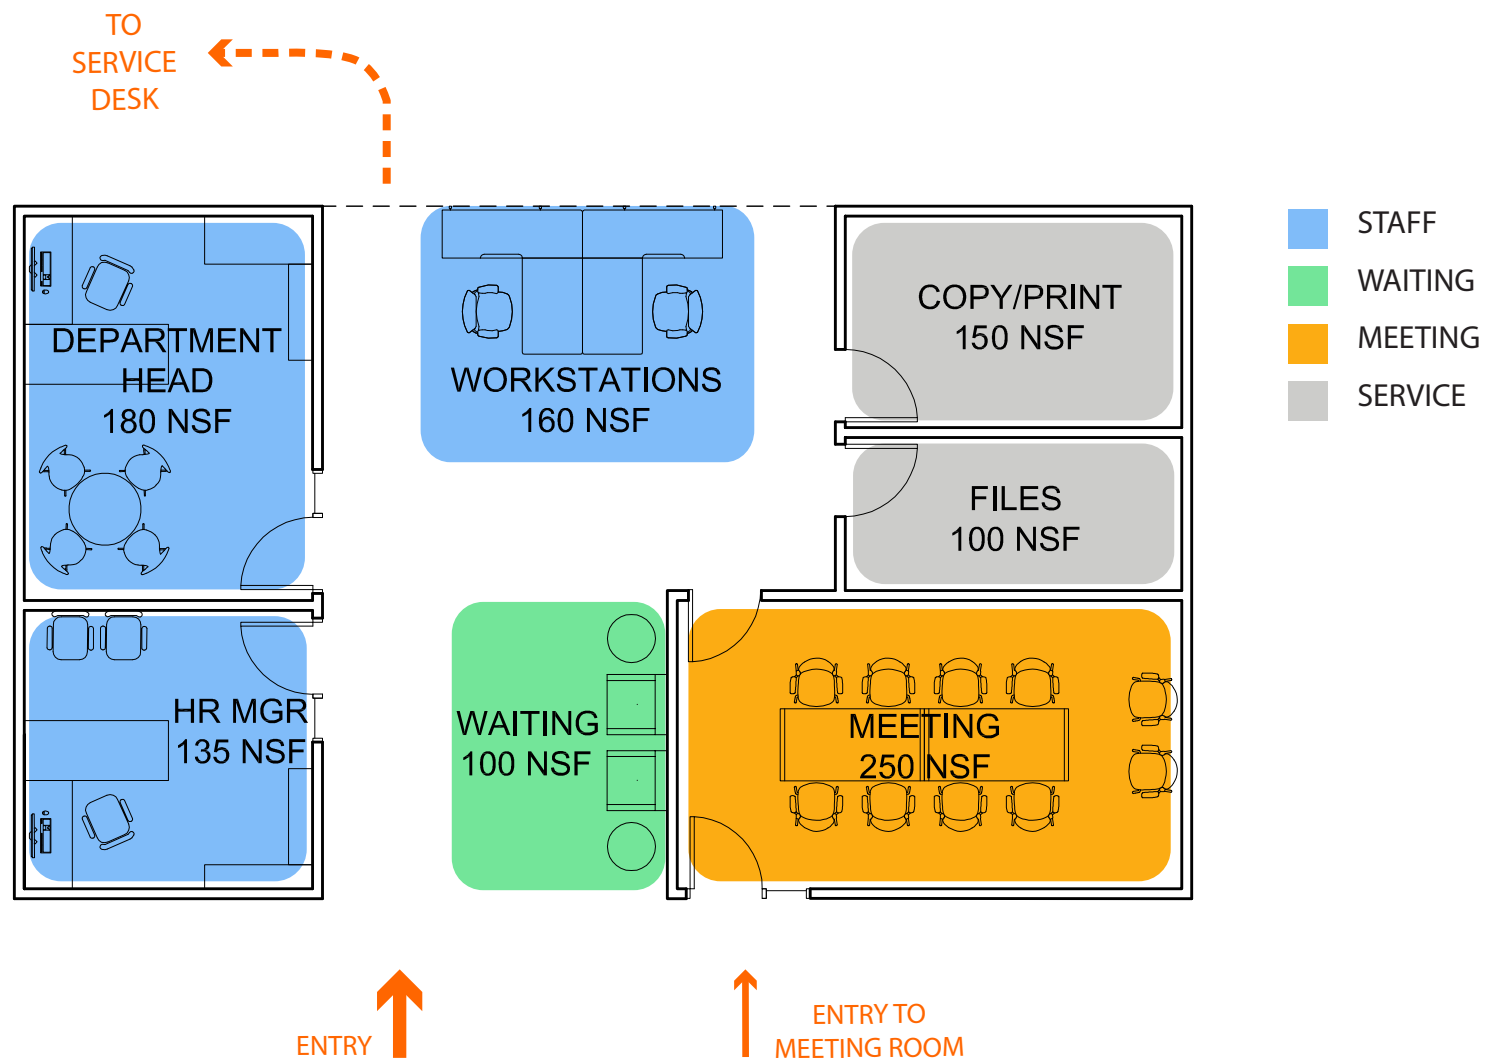 TO
SERVICE
DESK
DEPARTMENT
HEAD
180 NSF
WORKSTATIONS
160 NSF
COPY/PRINT
150 NSF
FILES
100 NSF
HR MGR
135 NSF
WAITING
100 NSF
MEETING
250 NSF
STAFF
WAITING
MEETING
SERVICE
ENTRY
ENTRY TO
MEETING ROOM